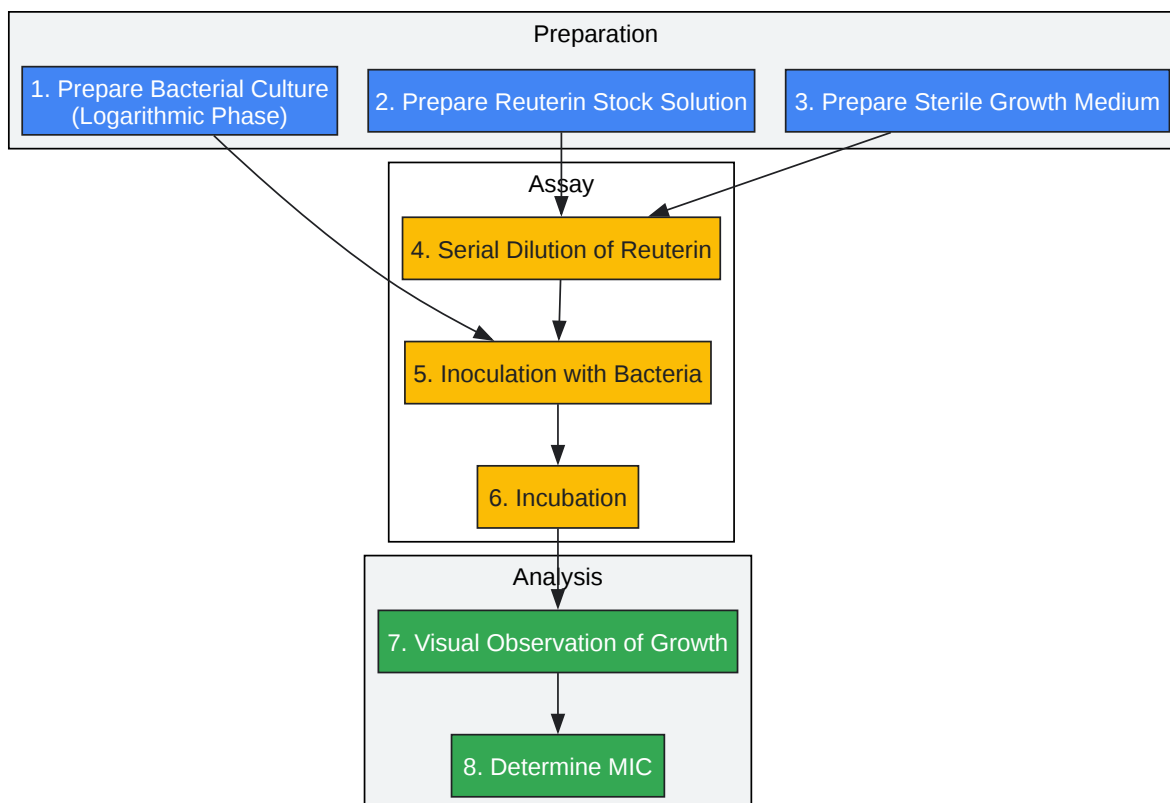 Preparation
1. Prepare Bacterial Culture
(Logarithmic Phase)
2. Prepare Reuterin Stock Solution
3. Prepare Sterile Growth Medium
Assay
4. Serial Dilution of Reuterin
5. Inoculation with Bacteria
6. Incubation
Analysis
7. Visual Observation of Growth
8. Determine MIC